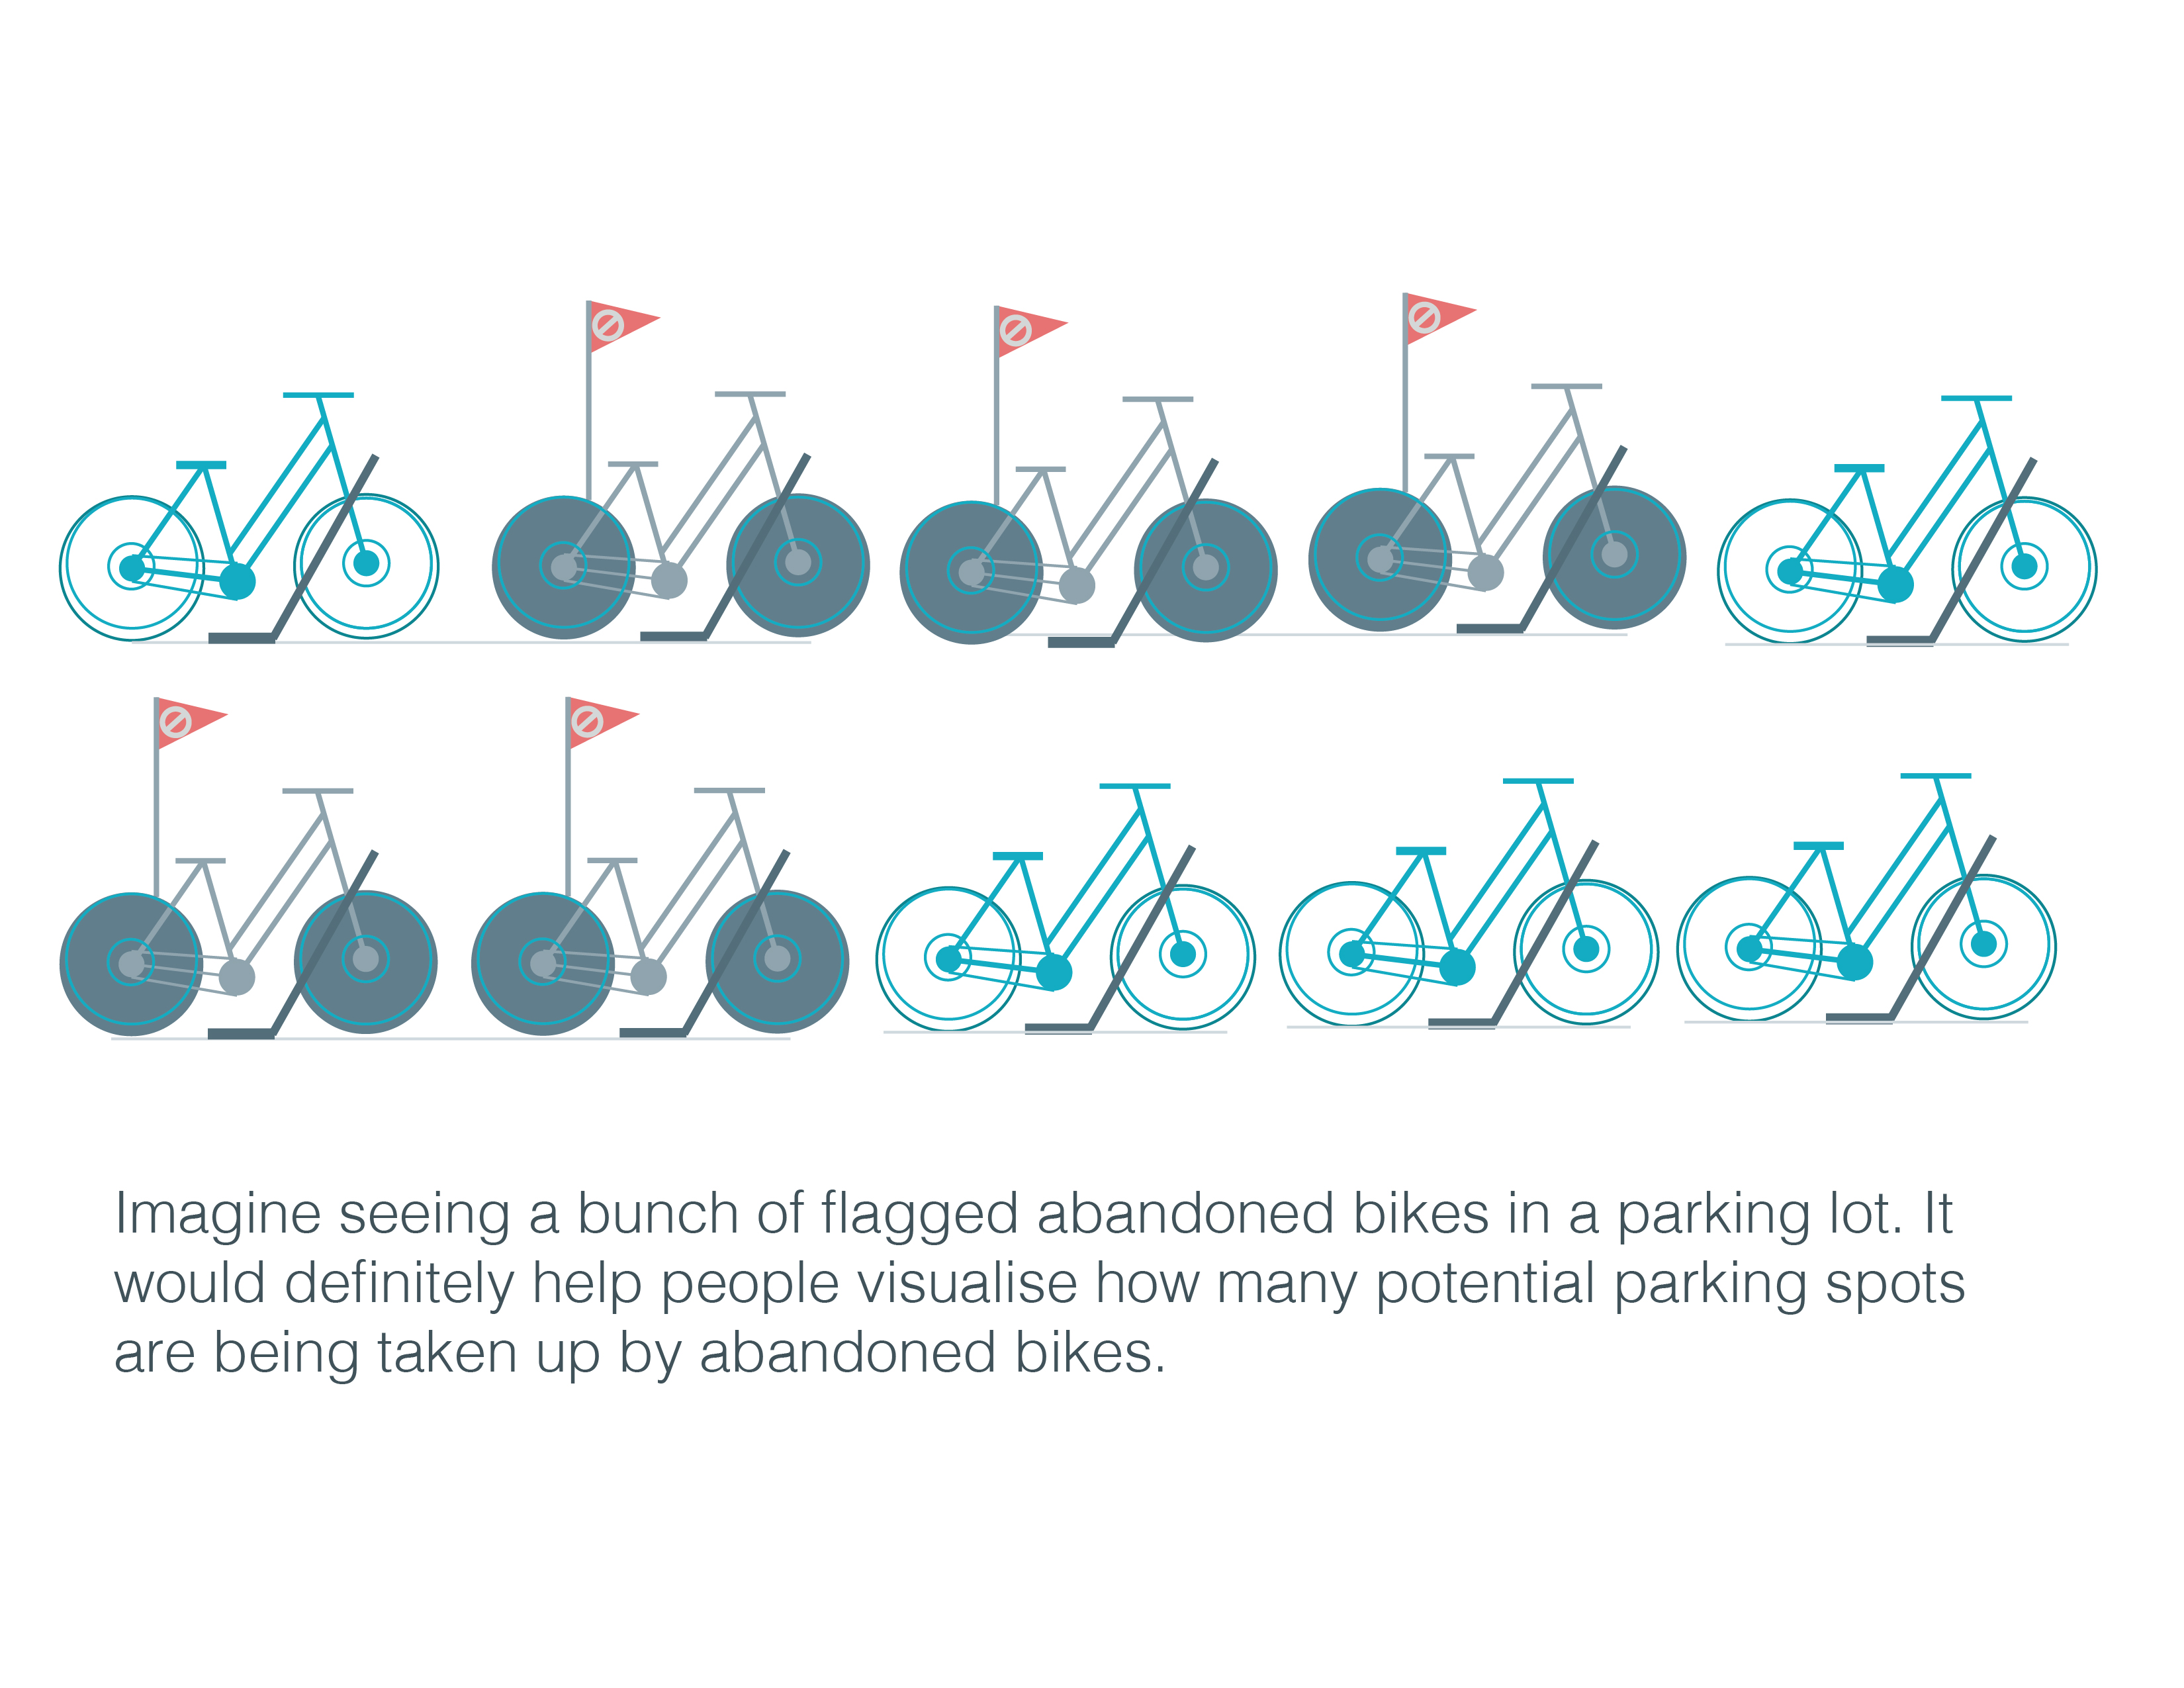 Imagine seeing a bunch of flagged abandoned bikes in a parking lot. It
would definitely help people visualise how many potential parking spots
are being taken up by abandoned bikes.